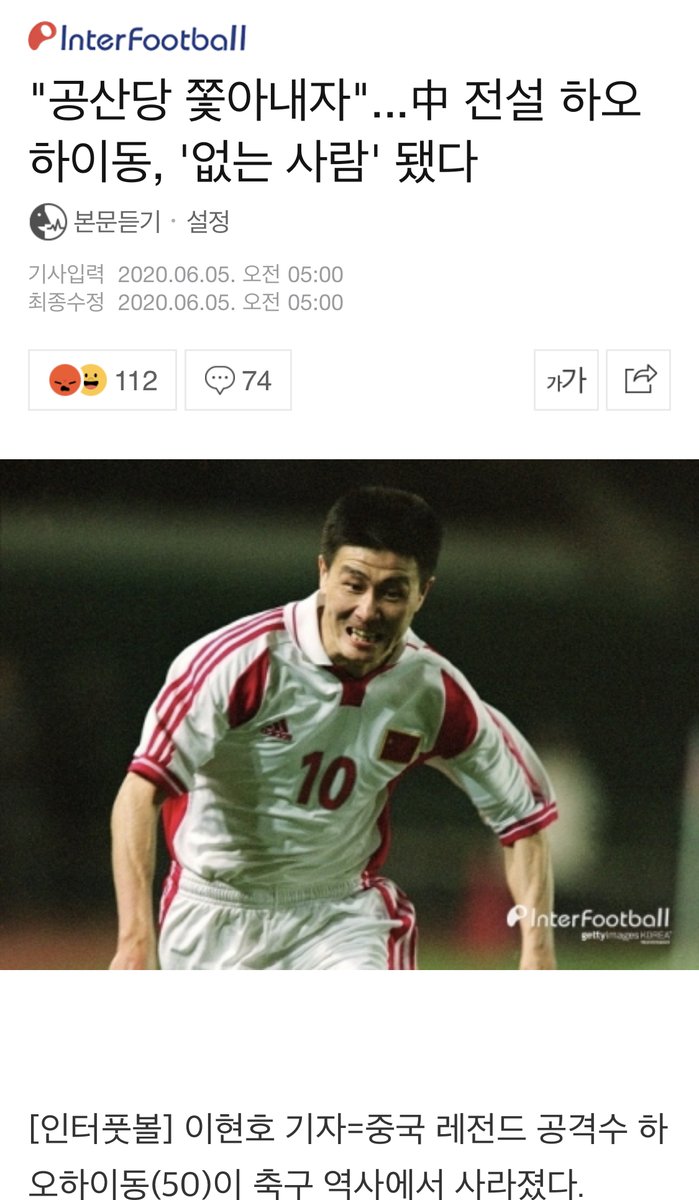 InterFootball
"공산당 쫓아내자"...中 전설 하오
하이동, '없는 사람' 됐다
본문듣기 · 설정
기사입력 2020.06.05. 오전 05:00
최종수정 2020.06.05. 오전 05:00
112 74 가가
10
InterFootball
gettyimages KOREA
[인터풋볼] 이현호 기자=중국 레전드 공격수 하
오하이동(50)이 축구 역사에서 사라졌다.